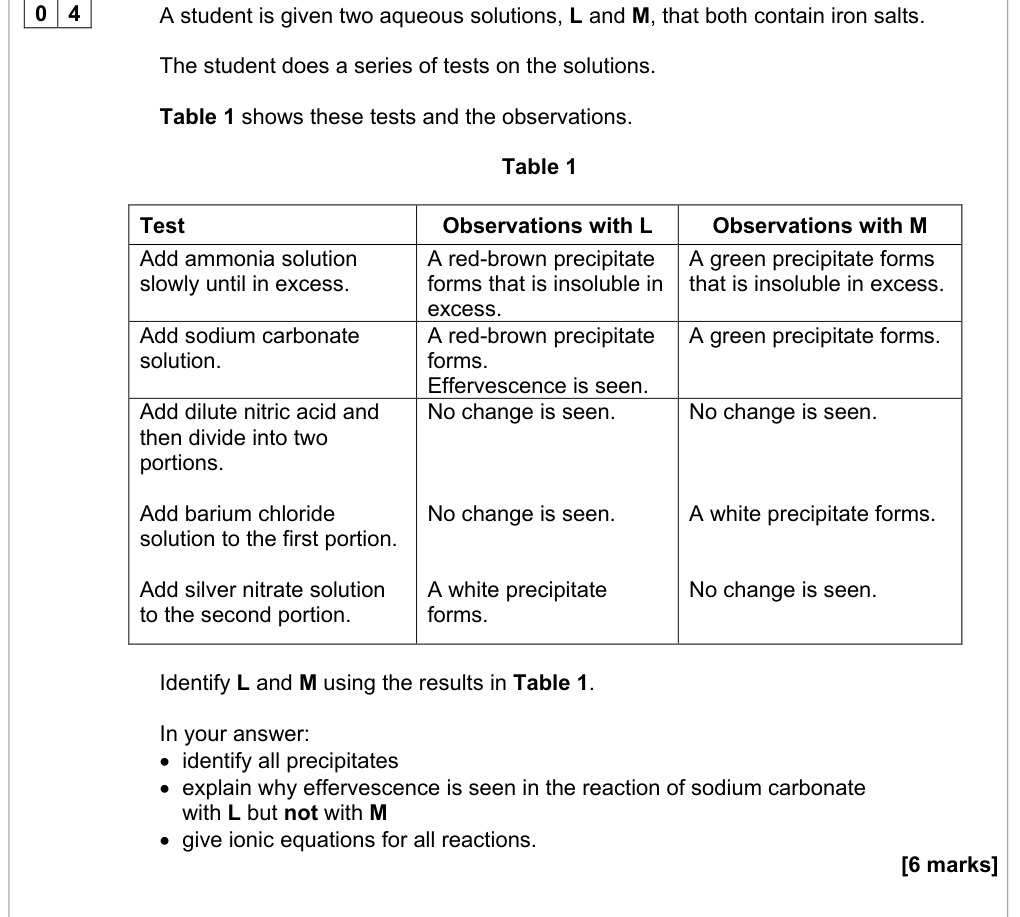 0 4
A student is given two aqueous solutions, L and M, that both contain iron salts.
The student does a series of tests on the solutions.
Table 1 shows these tests and the observations.
Table 1
Test
Observations with L
Observations with M
Add ammonia solution
slowly until in excess.
A red-brown precipitate
forms that is insoluble in
excess.
A green precipitate forms
that is insoluble in excess.
Add sodium carbonate
solution.
A red-brown precipitate
forms.
Effervescence is seen.
A green precipitate forms.
Add dilute nitric acid and
then divide into two
portions.
No change is seen.
No change is seen.
Add barium chloride
solution to the first portion.
No change is seen.
A white precipitate forms.
Add silver nitrate solution
to the second portion.
A white precipitate
forms.
No change is seen.
Identify L and M using the results in Table 1.
In your answer:
• identify all precipitates
• explain why effervescence is seen in the reaction of sodium carbonate
with L but not with M
• give ionic equations for all reactions.
[6 marks]